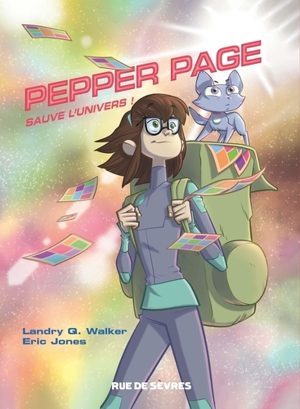 PEPPER PAGE
SAUVE L'UNIVERS !
Landry Q. Walker
Eric Jones
RUE DE SÈVRES